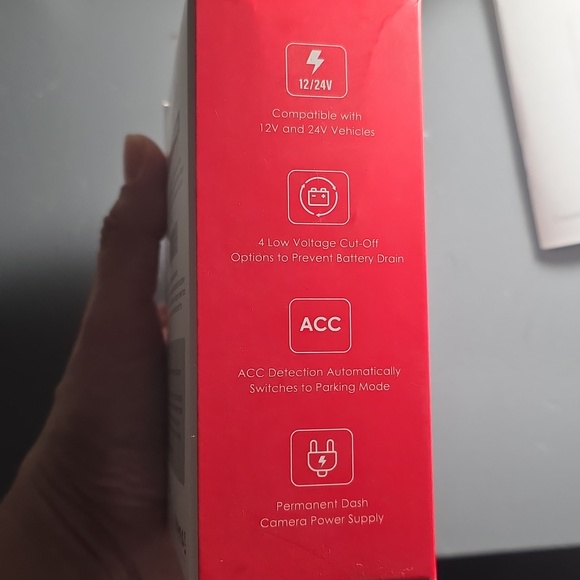 12/24V
Compatible with
12V and 24V Vehicles
4 Low Voltage Cut-Off
Options to Prevent Battery Drain
ACC
ACC Detection Automatically
Switches to Parking Mode
Permanent Dash
Camera Power Supply